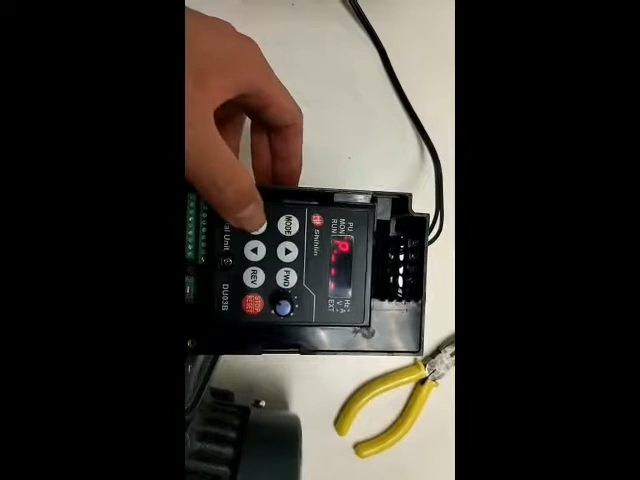 PU
MON
RUN
Hz
A
V
EXT
P....
Shihlin
MODE
FWD
REV
STOP
RESET
DU03B